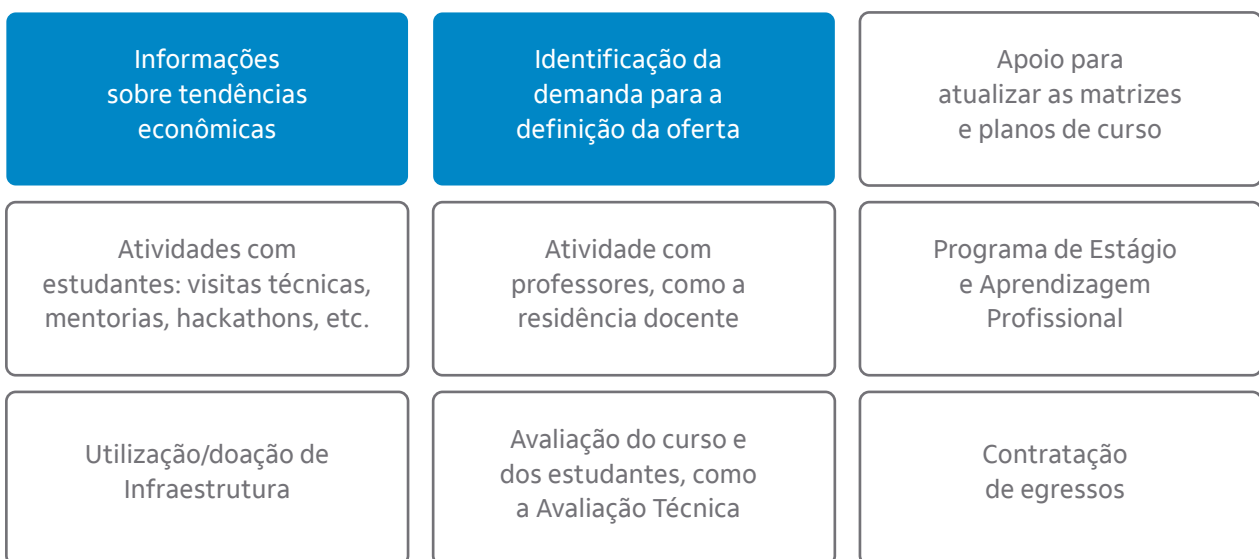 Informações
sobre tendências
econômicas
Identificação da
demanda para a
definição da oferta
Apoio para
atualizar as matrizes
e planos de curso
Atividades com
estudantes: visitas técnicas,
mentorias, hackathons, etc.
Atividade com
professores, como a
residência docente
Programa de Estágio
e Aprendizagem
Profissional
Utilização/doação de
Infraestrutura
Avaliação do curso e
dos estudantes, como
a Avaliação Técnica
Contratação
de egressos